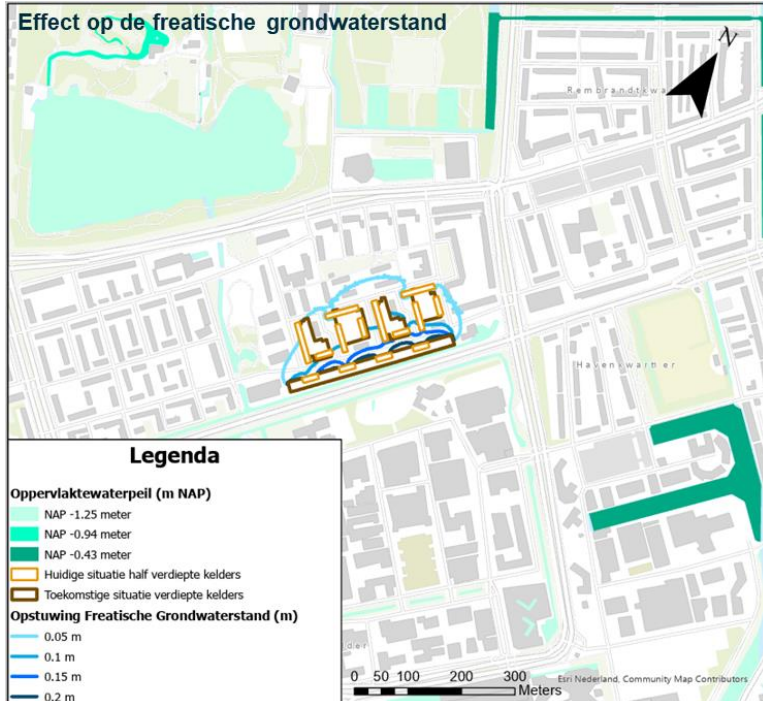 Effect op de freatische grondwaterstand
N
Rembrandtkwa
Havenkwartier
Legenda
Oppervlaktewaterpeil (m NAP)
NAP -1.25 meter
NAP -0.94 meter
NAP -0.43 meter
Huidige situatie half verdiepte kelders
Toekomstige situatie verdiepte kelders
Opstuwing Freatische Grondwaterstand (m)
0.05 m
0.1 m
0.15 m
0.2 m
der
0 50 100 200 300
Meters
Esri Nederland, Community Map Contributors